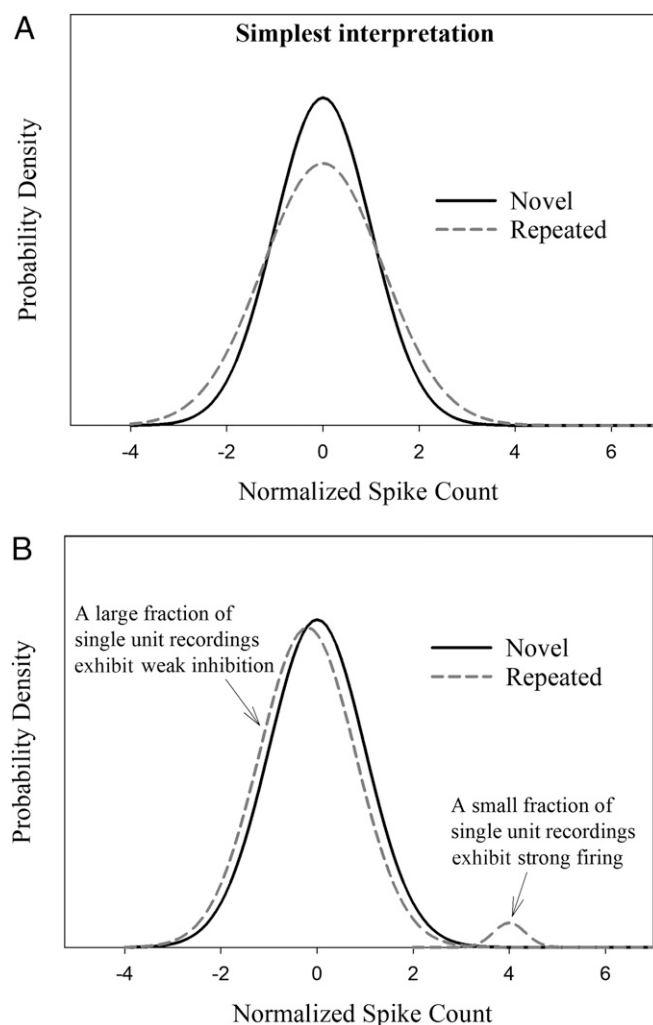 A
Simplest interpretation
Probability Density
Novel
Repeated
-4 -2 0 2 4 6
Normalized Spike Count
B
A large fraction of
single unit recordings
exhibit weak inhibition
Probability Density
Novel
Repeated
A small fraction of
single unit recordings
exhibit strong firing
-4 -2 0 2 4 6
Normalized Spike Count